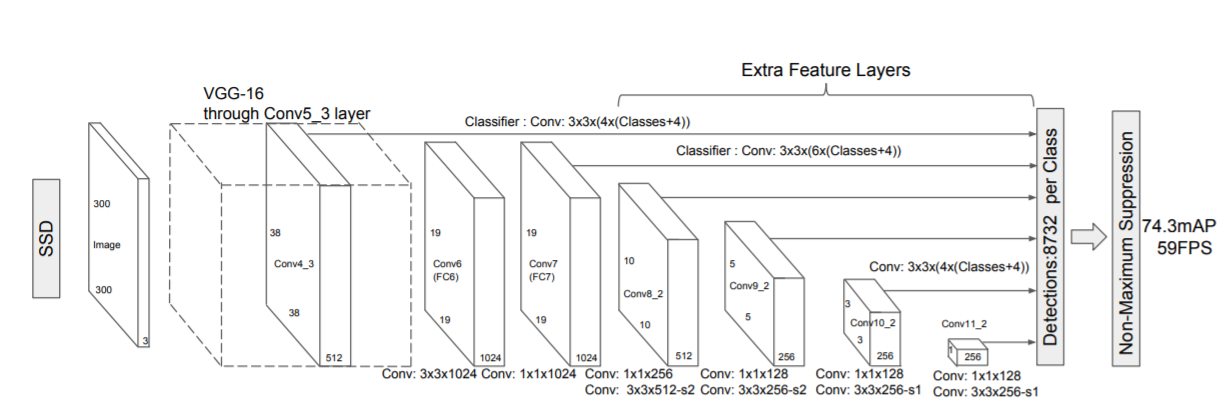 Extra Feature Layers
VGG-16
through Conv5_3 layer
Classifier : Conv: 3x3x(4x(Classes+4))
Classifier : Conv: 3x3x(6x(Classes+4))
SSD
300
Image
300
3
38
Conv4_3
38
512
19
Conv6
(FC6)
19
1024
19
Conv7
(FC7)
19
1024
10
Conv8_2
10
512
5
Conv9_2
5
256
Conv: 3x3x(4x(Classes+4))
3
Conv10_2
3
256
Conv11_2
1
256
Detections:8732 per Class
Non-Maximum Suppression
74.3mAP
59FPS
Conv: 3x3x1024
Conv: 1x1x1024
Conv: 1x1x256
Conv: 3x3x512-s2
Conv: 1x1x128
Conv: 3x3x256-s2
Conv: 1x1x128
Conv: 3x3x256-s1
Conv: 1x1x128
Conv: 3x3x256-s1